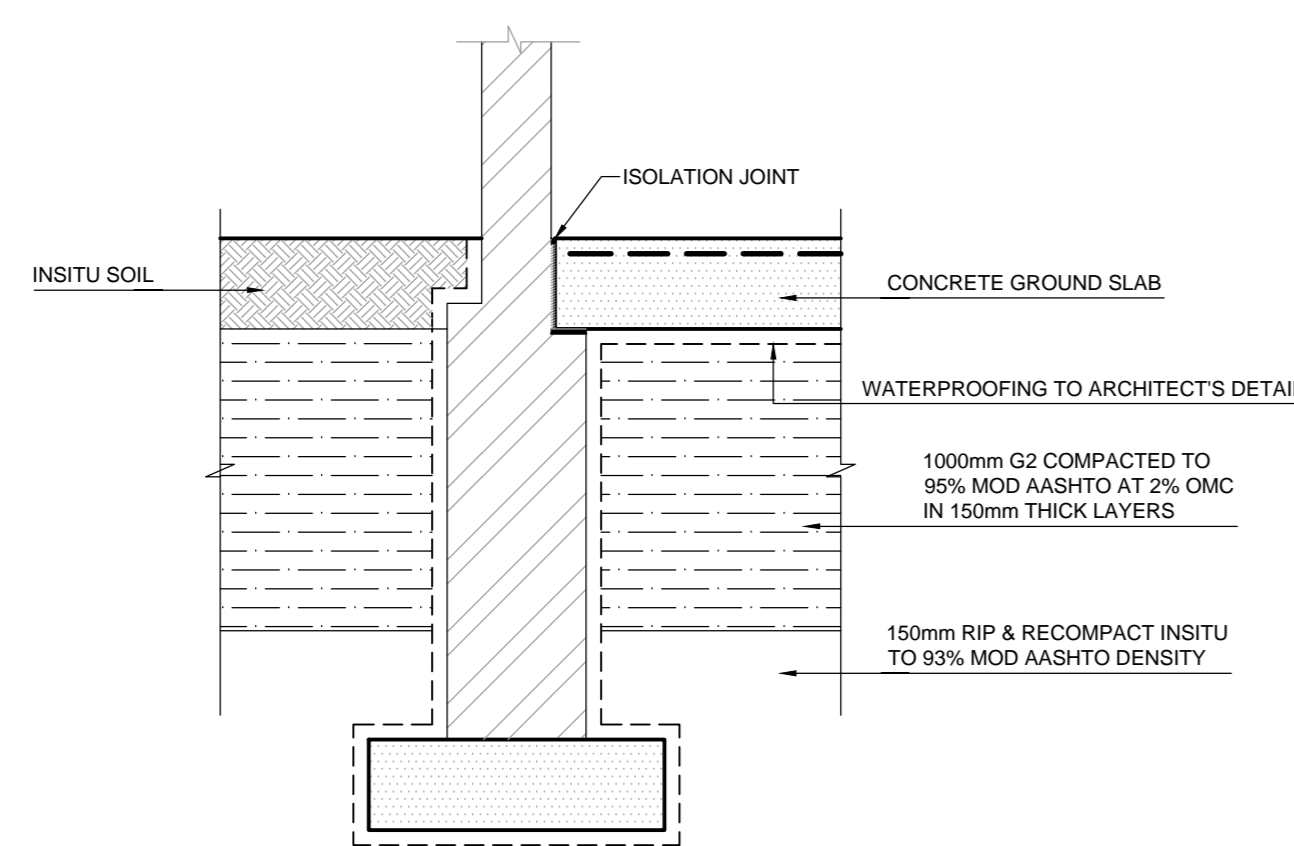 ISOLATION JOINT
INSITU SOIL
CONCRETE GROUND SLAB
WATERPROOFING TO ARCHITECT'S DETAI
1000mm G2 COMPACTED TO
95% MOD AASHTO AT 2% OMC
IN 150mm THICK LAYERS
150mm RIP & RECOMPACT INSITU
TO 93% MOD AASHTO DENSITY